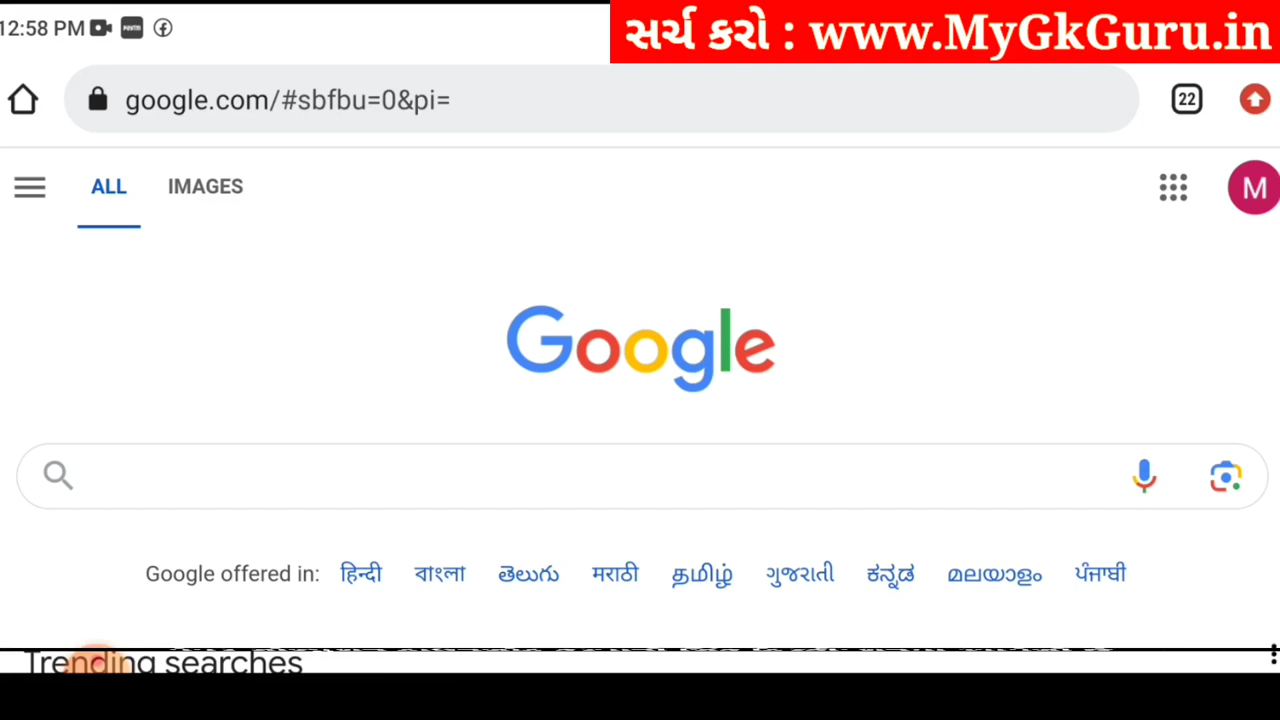 12:58 PM
સર્ચ કરો : www.MyGkGuru.in
google.com/#sbfbu=0&pi=
22
ALL IMAGES
M
Google
Google offered in: हिन्दी বাংলা తెలుగు मराठी தமிழ் ગુજરાતી ಕನ್ನಡ മലയാളം ਪੰਜਾਬੀ
Trending searches